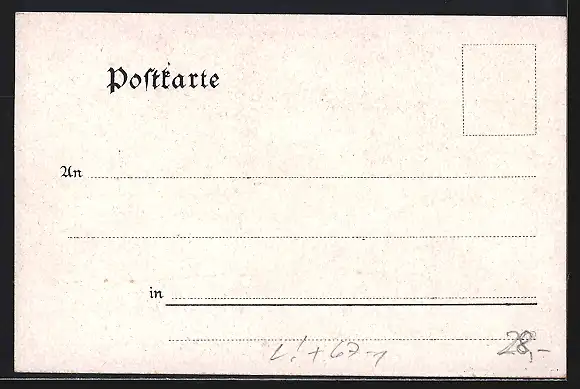 Postkarte
An
in
28,-